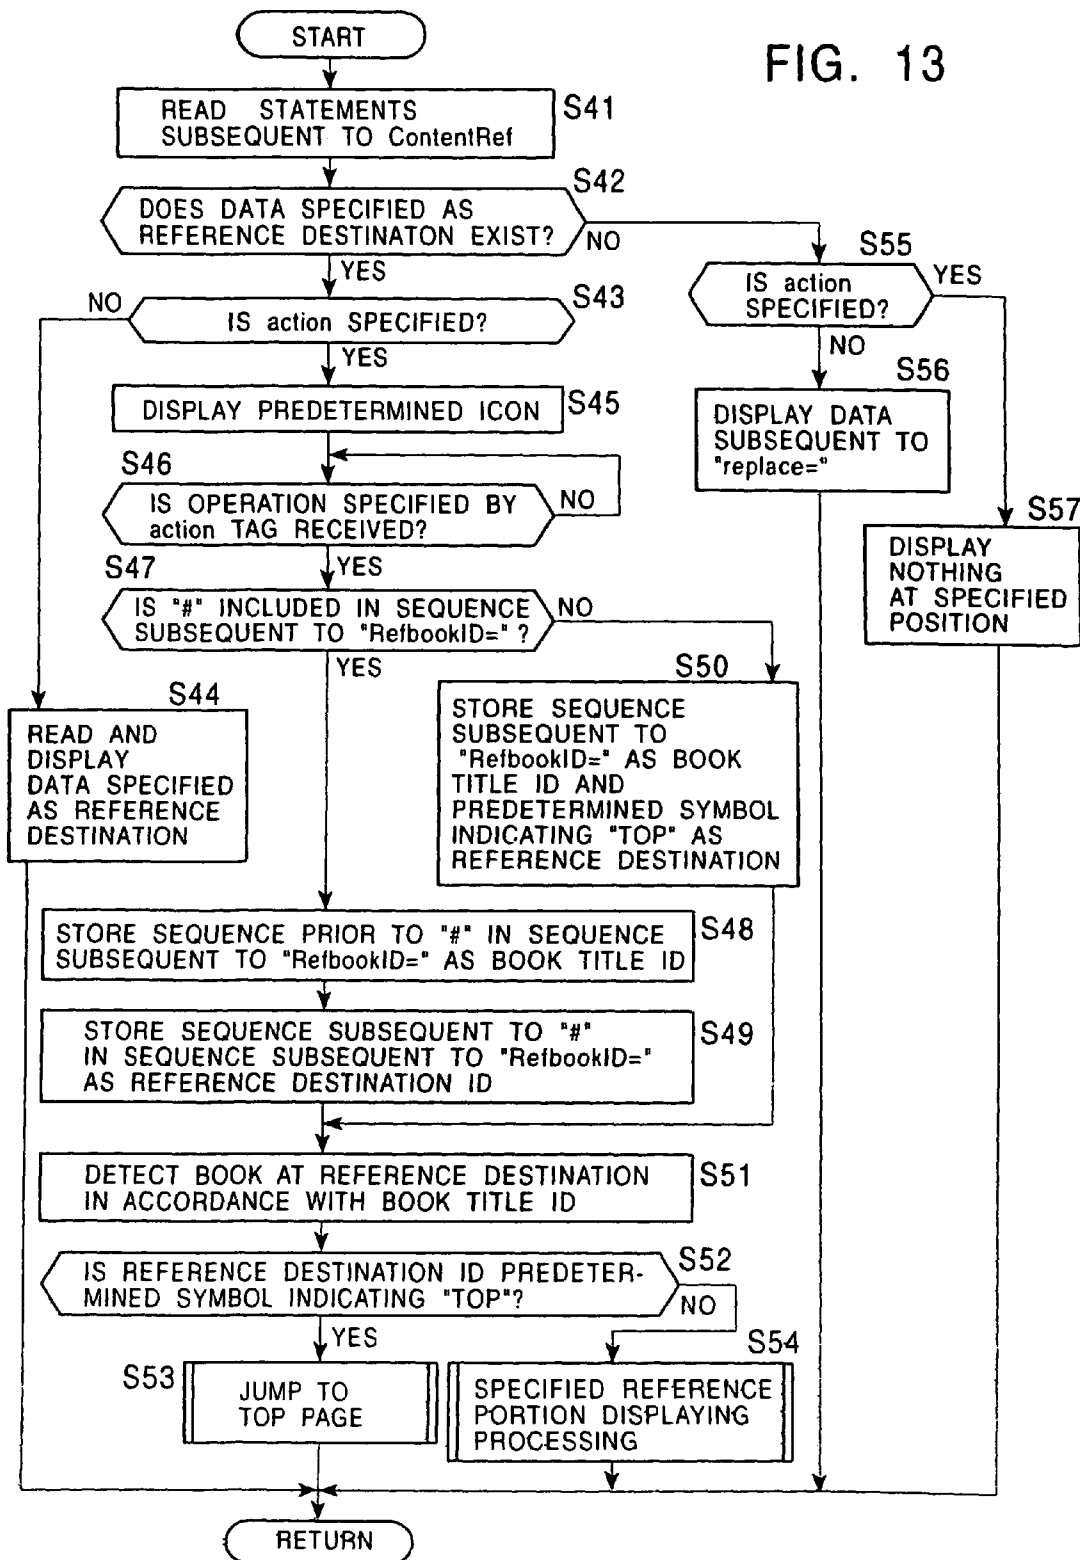 FIG. 13
START
S41
READ STATEMENTS
SUBSEQUENT TO ContentRef
S42
DOES DATA SPECIFIED AS
REFERENCE DESTINATON EXIST?
NO
YES
S43
NO
IS action SPECIFIED?
YES
S55
IS action
SPECIFIED?
YES
NO
DISPLAY PREDETERMINED ICON
S45
S56
DISPLAY DATA
SUBSEQUENT TO
"replace="
S46
IS OPERATION SPECIFIED BY
action TAG RECEIVED?
NO
YES
S57
DISPLAY
NOTHING
AT SPECIFIED
POSITION
S47
IS "#" INCLUDED IN SEQUENCE
SUBSEQUENT TO "RefbookID=" ?
NO
YES
S44
READ AND
DISPLAY
DATA SPECIFIED
AS REFERENCE
DESTINATION
S50
STORE SEQUENCE
SUBSEQUENT TO
"RefbookID=" AS BOOK
TITLE ID AND
PREDETERMINED SYMBOL
INDICATING "TOP" AS
REFERENCE DESTINATION
STORE SEQUENCE PRIOR TO "#" IN SEQUENCE
SUBSEQUENT TO "RefbookID=" AS BOOK TITLE ID
S48
STORE SEQUENCE SUBSEQUENT TO "#"
IN SEQUENCE SUBSEQUENT TO "RefbookID="
AS REFERENCE DESTINATION ID
S49
DETECT BOOK AT REFERENCE DESTINATION
IN ACCORDANCE WITH BOOK TITLE ID
S51
IS REFERENCE DESTINATION ID PREDETER-
MINED SYMBOL INDICATING "TOP"?
S52
NO
YES
S53
JUMP TO
TOP PAGE
S54
SPECIFIED REFERENCE
PORTION DISPLAYING
PROCESSING
RETURN